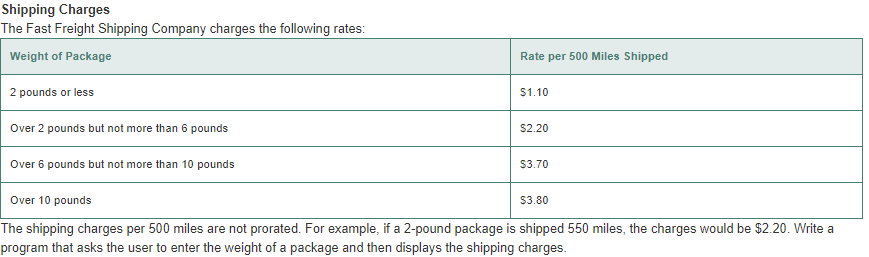 Shipping Charges
The Fast Freight Shipping Company charges the following rates:
Weight of Package Rate per 500 Miles Shipped
2 pounds or less $1.10
Over 2 pounds but not more than 6 pounds $2.20
Over 6 pounds but not more than 10 pounds $3.70
Over 10 pounds $3.80
The shipping charges per 500 miles are not prorated. For example, if a 2-pound package is shipped 550 miles, the charges would be $2.20. Write a
program that asks the user to enter the weight of a package and then displays the shipping charges.